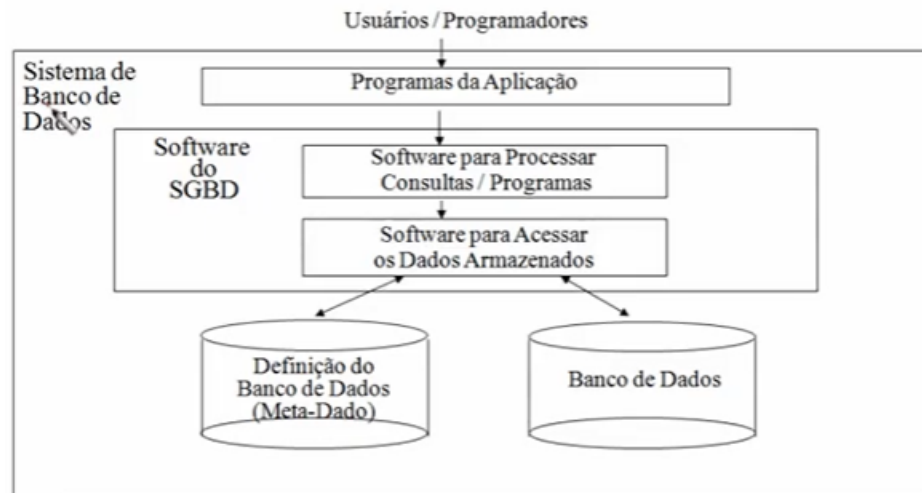 Usuários / Programadores
Sistema de
Banco de
Dados
Programas da Aplicação
Software
do
SGBD
Software para Processar
Consultas / Programas
Software para Acessar
os Dados Armazenados
Definição do
Banco de Dados
(Meta-Dado)
Banco de Dados